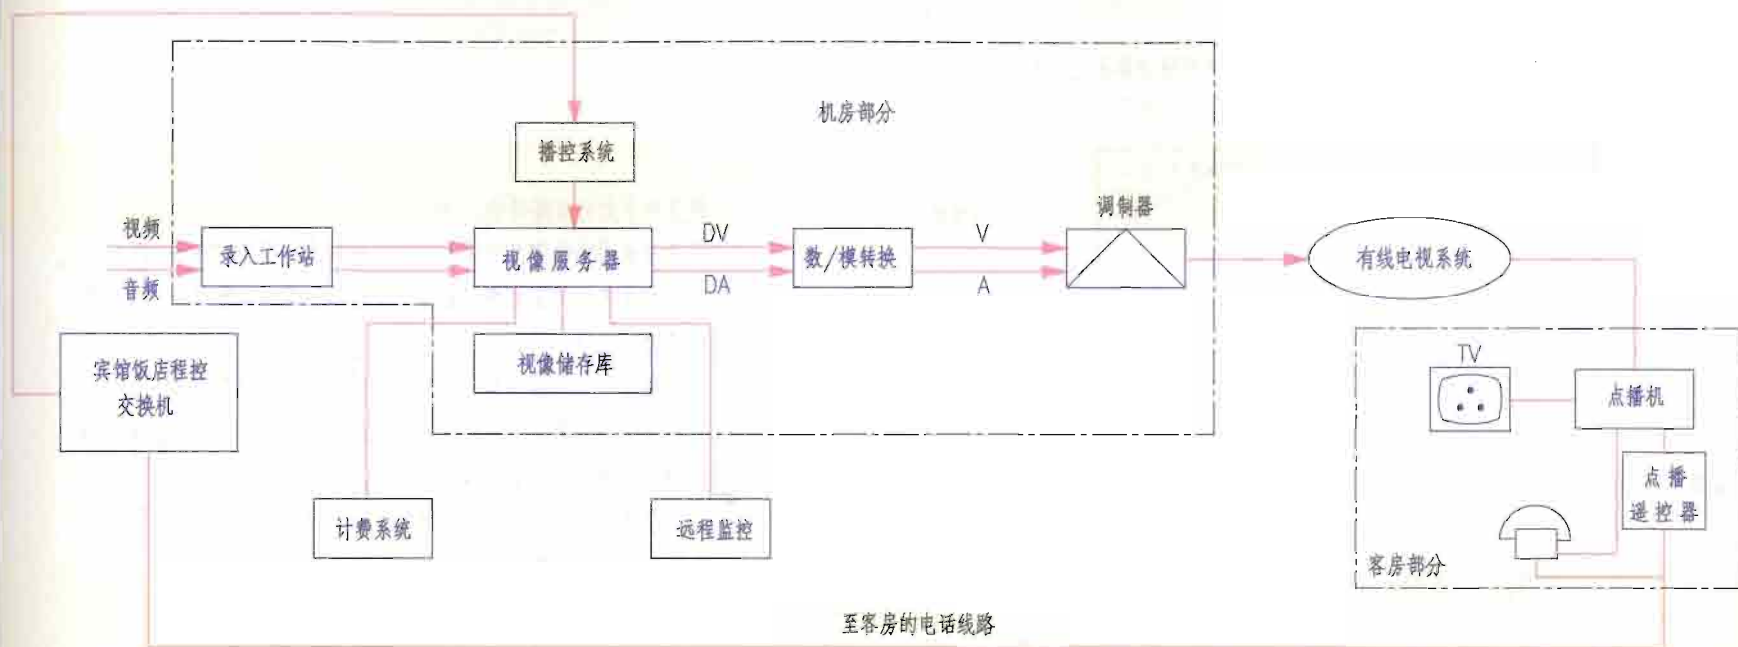 机房部分
播控系统
视频
音频
录入工作站
视像服务器
DV
DA
数/模转换
V
A
调制器
有线电视系统
宾馆饭店程控
交换机
视像储存库
TV
点播机
点播
遥控器
计费系统
远程监控
客房部分
至客房的电话线路